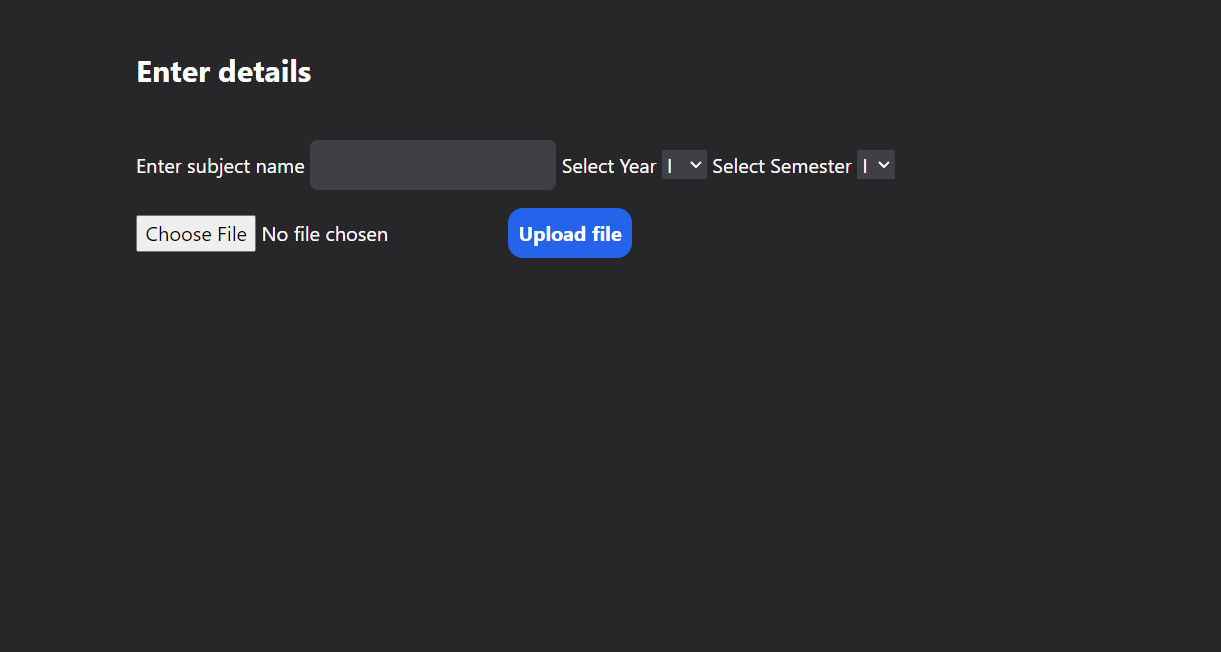 Enter details
Enter subject name Select Year I Select Semester I
Choose File No file chosen Upload file